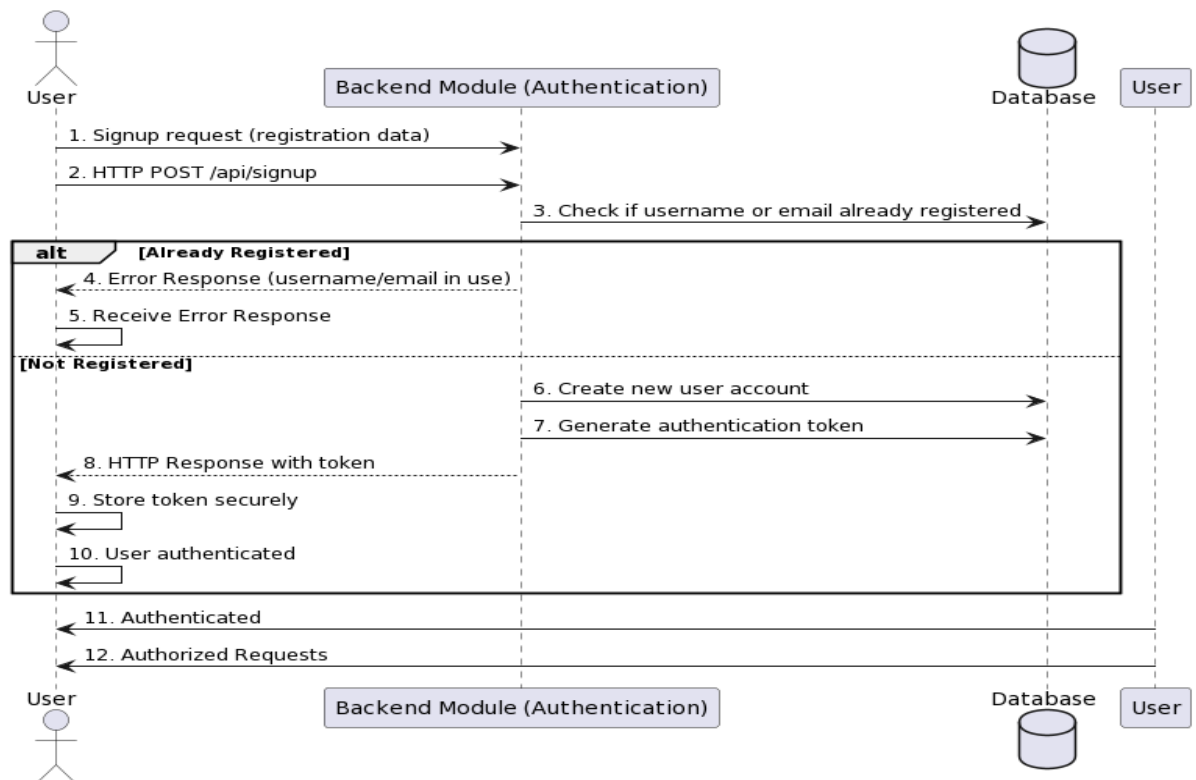 User
Backend Module (Authentication)
Database
User
1. Signup request (registration data)
2. HTTP POST /api/signup
3. Check if username or email already registered
alt
[Already Registered]
4. Error Response (username/email in use)
5. Receive Error Response
[Not Registered]
6. Create new user account
7. Generate authentication token
8. HTTP Response with token
9. Store token securely
10. User authenticated
11. Authenticated
12. Authorized Requests
User
Backend Module (Authentication)
Database
User